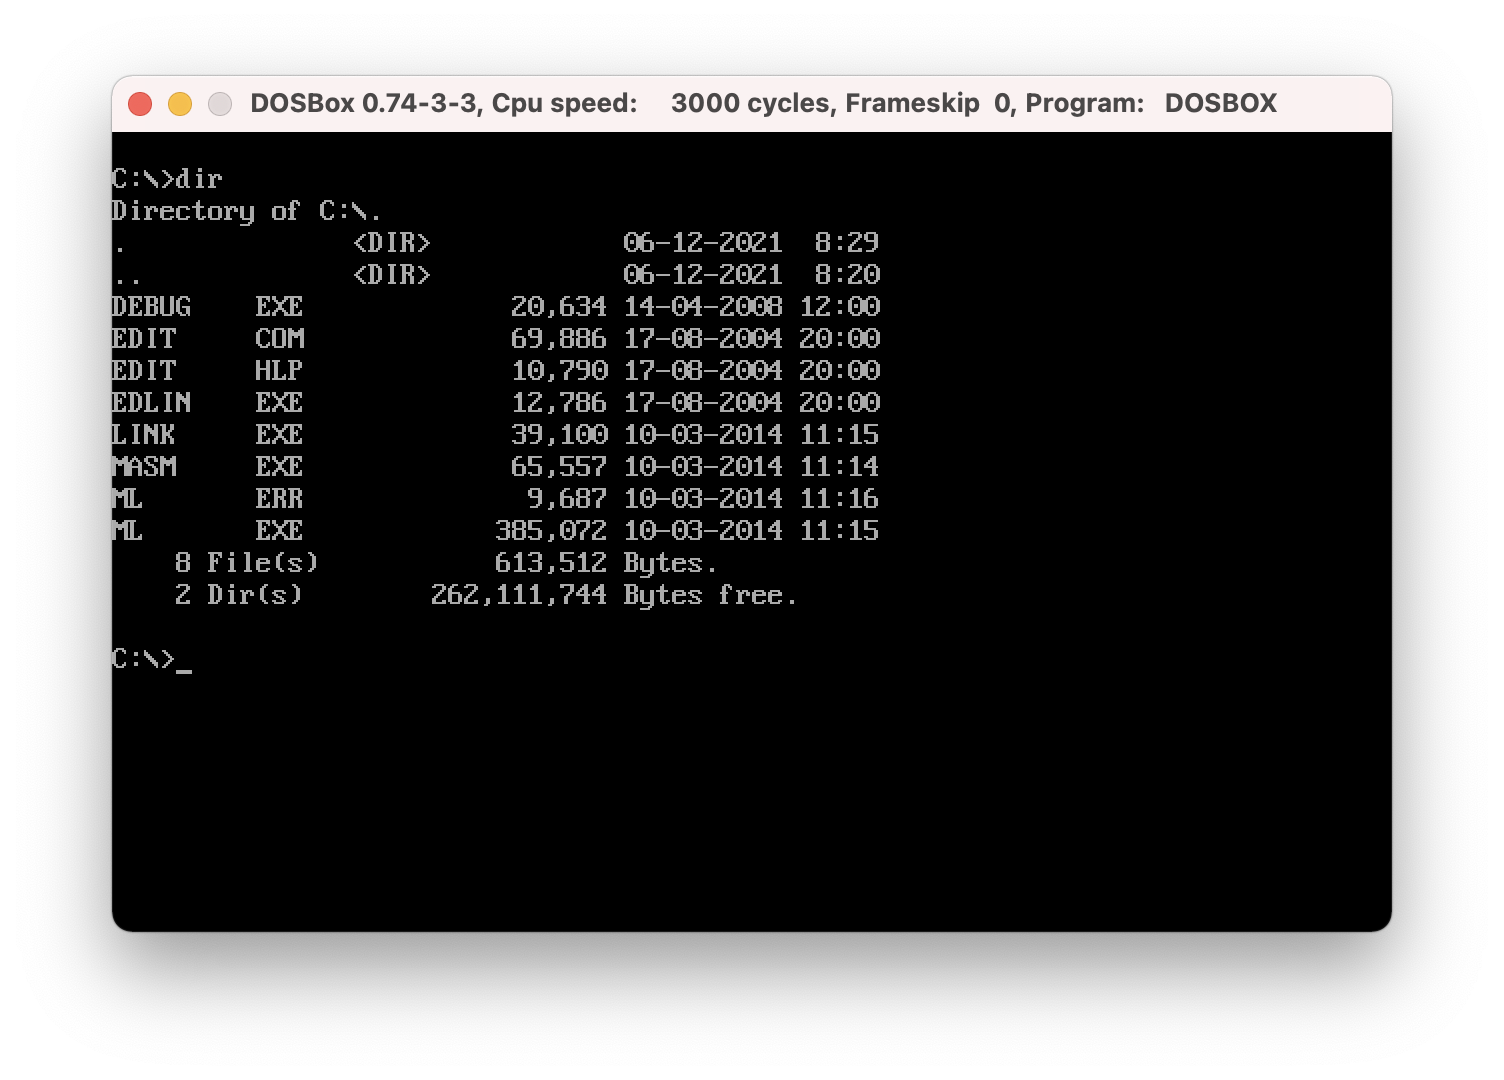 DOSBox 0.74-3-3, Cpu speed:    3000 cycles, Frameskip  0, Program:   DOSBOX
C:\>dir
Directory of C:\.
.              <DIR>            06-12-2021  8:29
..             <DIR>            06-12-2021  8:20
DEBUG    EXE             20,634 14-04-2008 12:00
EDIT     COM             69,886 17-08-2004 20:00
EDIT     HLP             10,790 17-08-2004 20:00
EDLIN    EXE             12,786 17-08-2004 20:00
LINK     EXE             39,100 10-03-2014 11:15
MASM     EXE             65,557 10-03-2014 11:14
ML       ERR              9,687 10-03-2014 11:16
ML       EXE            385,072 10-03-2014 11:15
    8 File(s)           613,512 Bytes.
    2 Dir(s)        262,111,744 Bytes free.
C:\>_